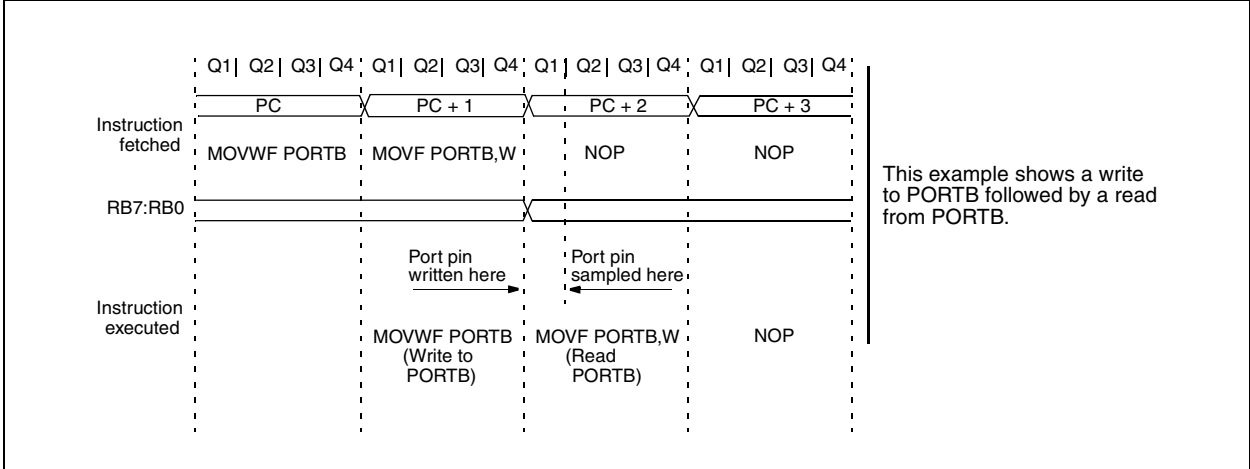 Q1| Q2| Q3| Q4 Q1| Q2| Q3| Q4 Q1| Q2| Q3| Q4 Q1| Q2| Q3| Q4
PC PC + 1 PC + 2 PC + 3
Instruction
fetched
MOVWF PORTB MOVF PORTB,W NOP NOP
This example shows a write
to PORTB followed by a read
from PORTB.
RB7:RB0
Port pin
written here
Port pin
sampled here
Instruction
executed
MOVWF PORTB
(Write to
PORTB)
MOVF PORTB,W
(Read
PORTB)
NOP